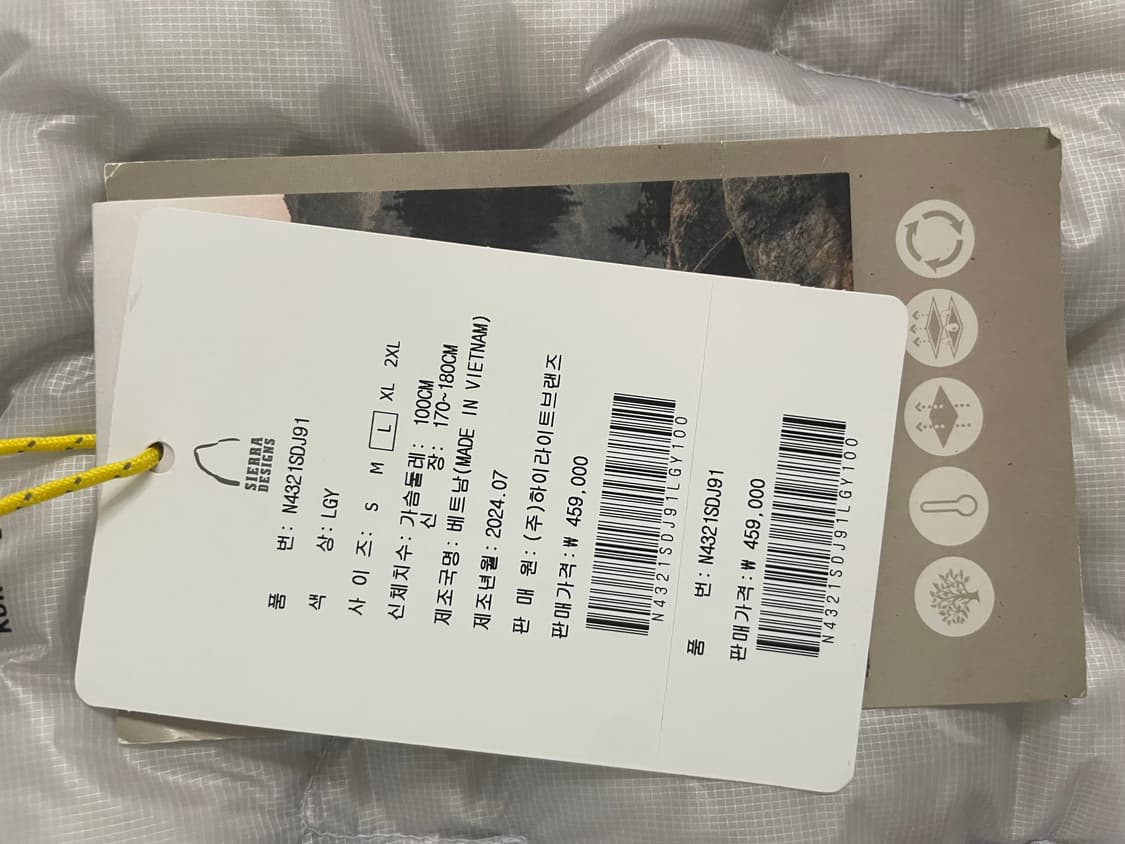 SIERRA
DESIGNS
품 번: N4321SDJ91
색 상: LGY
사 이 즈: S M L XL 2XL
신체치수: 가슴둘레: 100CM
신 장: 170~180CM
제조국명: 베트남(MADE IN VIETNAM)
제조년월: 2024.07
판 매 원: (주)하이라이트브랜즈
판매가격:₩ 459,000
N4321SDJ91LGY100
품 번: N4321SDJ91
판매가격:₩ 459,000
N4321SDJ91LGY100